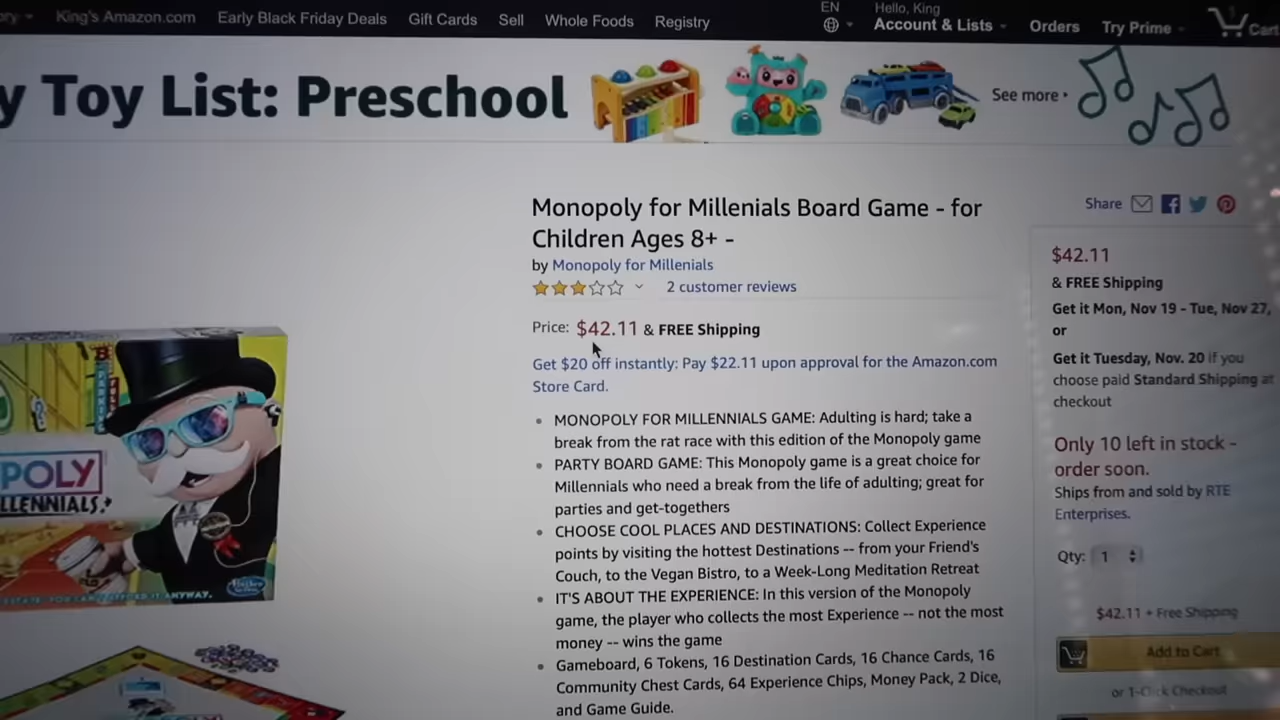 King's Amazon.com Early Black Friday Deals Gift Cards Sell Whole Foods Registry
EN
Hello, King
Account & Lists
Orders
Try Prime
Cart
y Toy List: Preschool
See more
Monopoly for Millenials Board Game - for
Children Ages 8+ -
by Monopoly for Millenials
2 customer reviews
Price: $42.11 & FREE Shipping
Get $20 off instantly: Pay $22.11 upon approval for the Amazon.com
Store Card.
MONOPOLY FOR MILLENNIALS GAME: Adulting is hard; take a
break from the rat race with this edition of the Monopoly game
PARTY BOARD GAME: This Monopoly game is a great choice for
Millennials who need a break from the life of adulting; great for
parties and get-togethers
CHOOSE COOL PLACES AND DESTINATIONS: Collect Experience
points by visiting the hottest Destinations -- from your Friend's
Couch, to the Vegan Bistro, to a Week-Long Meditation Retreat
IT'S ABOUT THE EXPERIENCE: In this version of the Monopoly
game, the player who collects the most Experience -- not the most
money -- wins the game
Gameboard, 6 Tokens, 16 Destination Cards, 16 Chance Cards, 16
Community Chest Cards, 64 Experience Chips, Money Pack, 2 Dice,
and Game Guide.
Share
$42.11
& FREE Shipping
Get it Mon, Nov 19 - Tue, Nov 27,
or
Get it Tuesday, Nov. 20 if you
choose paid Standard Shipping at
checkout
Only 10 left in stock -
order soon.
Ships from and sold by RTE
Enterprises.
Qty: 1
$42.11 + Free Shipping
Add to Cart
or 1-Click Checkout
POLY
LLENNIALS